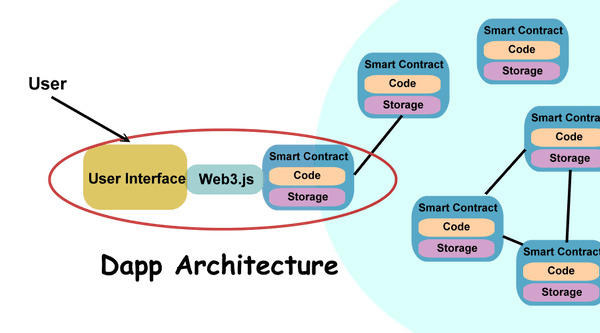 User
User Interface
Web3.js
Smart Contract
Code
Storage
Dapp Architecture
Smart Contract
Code
Storage
Smart Contract
Code
Storage
Smart Contra
Code
Storage
Smart Contract
Code
Storage
Smart Contract
Code
Storage